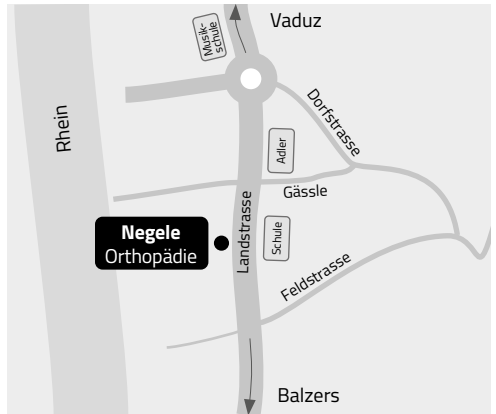 Vaduz
Musik-
schule
Dorfstrasse
Rhein
Adler
Gässle
Landstrasse
Negele
Orthopädie
Schule
Feldstrasse
Balzers